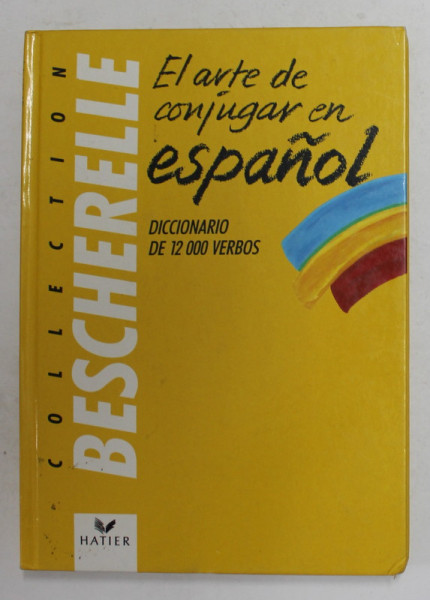 COLLECTION
BESCHERELLE
El arte de
conjugar en
español
DICCIONARIO
DE 12 000 VERBOS
HATIER